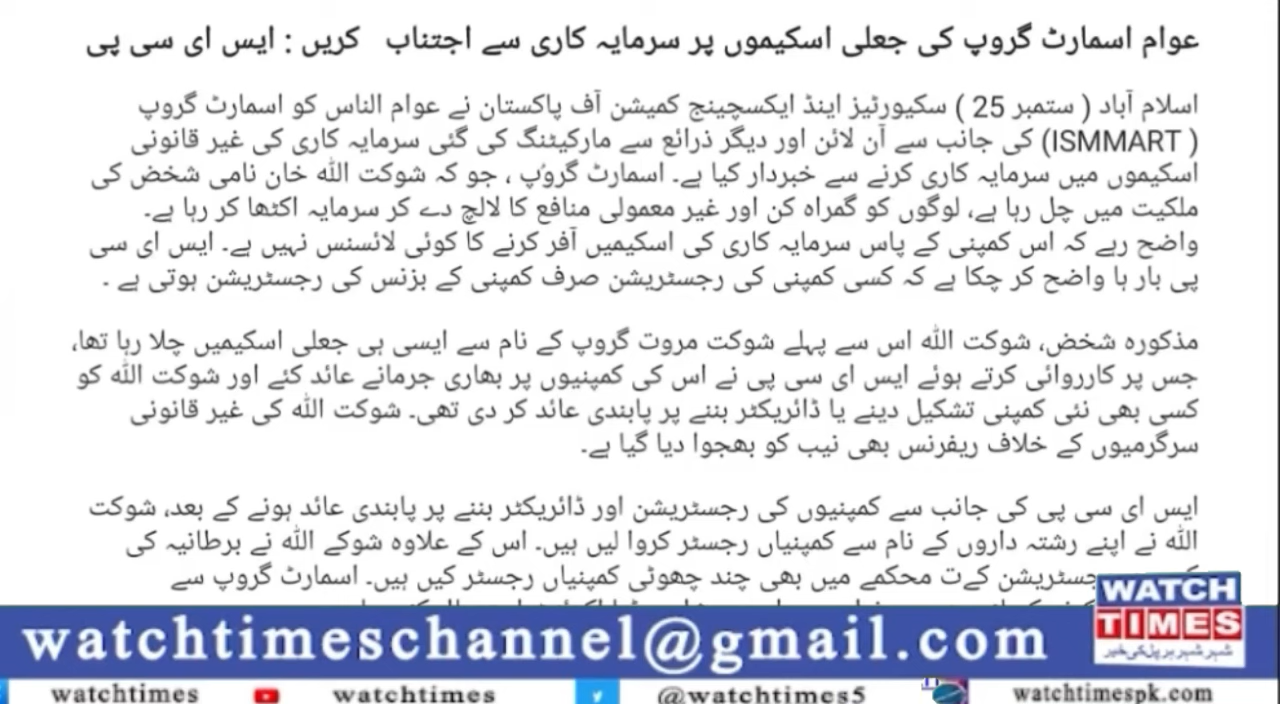 عوام اسمارٹ گروپ کی جعلی اسکیموں پر سرمایہ کاری سے اجتناب کریں : ایس ای سی پی
اسلام آباد ( ستمبر 25 ) سکیورٹیز اینڈ ایکسچینج کمیشن آف پاکستان نے عوام الناس کو اسمارٹ گروپ
( ISMMART) کی جانب سے آن لائن اور دیگر ذرائع سے مارکیٹنگ کی گئی سرمایہ کاری کی غیر قانونی
اسکیموں میں سرمایہ کاری کرنے سے خبردار کیا ہے۔ اسمارٹ گروُپ ، جو کہ شوکت اللہ خان نامی شخض کی
ملکیت میں چل رہا ہے، لوگوں کو گمراہ کن اور غیر معمولی منافع کا لالچ دے کر سرمایہ اکٹھا کر رہا ہے۔
واضح رہے کہ اس کمپنی کے پاس سرمایہ کاری کی اسکیمیں آفر کرنے کا کوئی لائسنس نہیں ہے۔ ایس ای سی
پی بار ہا واضح کر چکا ہے کہ کسی کمپنی کی رجسٹریشن صرف کمپنی کے بزنس کی رجسٹریشن ہوتی ہے ۔
مذکورہ شخض، شوکت اللہ اس سے پہلے شوکت مروت گروپ کے نام سے ایسی ہی جعلی اسکیمیں چلا رہا تھا،
جس پر کارروائی کرتے ہوئے ایس ای سی پی نے اس کی کمپنیوں پر بھاری جرمانے عائد کئے اور شوکت اللہ کو
کسی بھی نئی کمپنی تشکیل دینے یا ڈائریکٹر بننے پر پابندی عائد کر دی تھی۔ شوکت اللہ کی غیر قانونی
سرگرمیوں کے خلاف ریفرنس بھی نیب کو بھجوا دیا گیا ہے۔
ایس ای سی پی کی جانب سے کمپنیوں کی رجسٹریشن اور ڈائریکٹر بننے پر پابندی عائد ہونے کے بعد، شوکت
اللہ نے اپنے رشتہ داروں کے نام سے کمپنیاں رجسٹر کروا لیں ہیں۔ اس کے علاوہ شوکے اللہ نے برطانیہ کی
جسٹریشن کےت محکمے میں بھی چند چھوٹی کمپنیاں رجسٹر کیں ہیں۔ اسمارٹ گروپ سے
WATCH
TIMES
شہر شہر ہر پل کی خبر
watchtimeschannel@gmail.com
watchtimes watchtimes @watchtimes5 watchtimespk.com